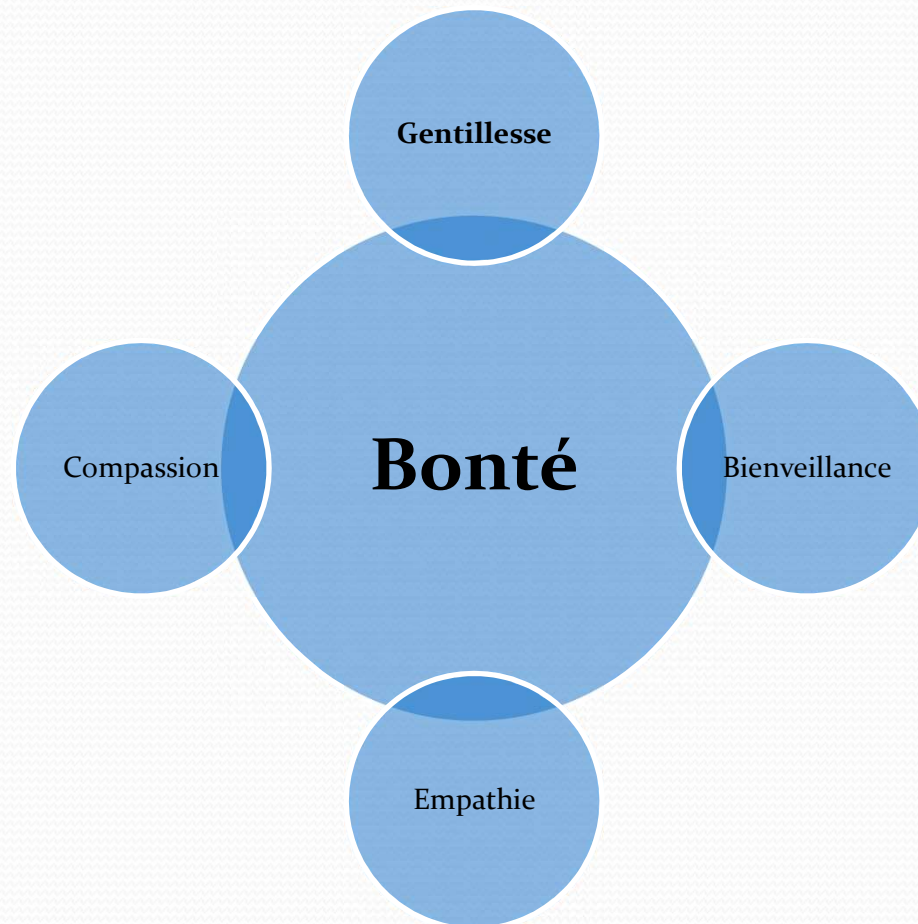 Gentillesse
Compassion
Bonté
Bienveillance
Empathie